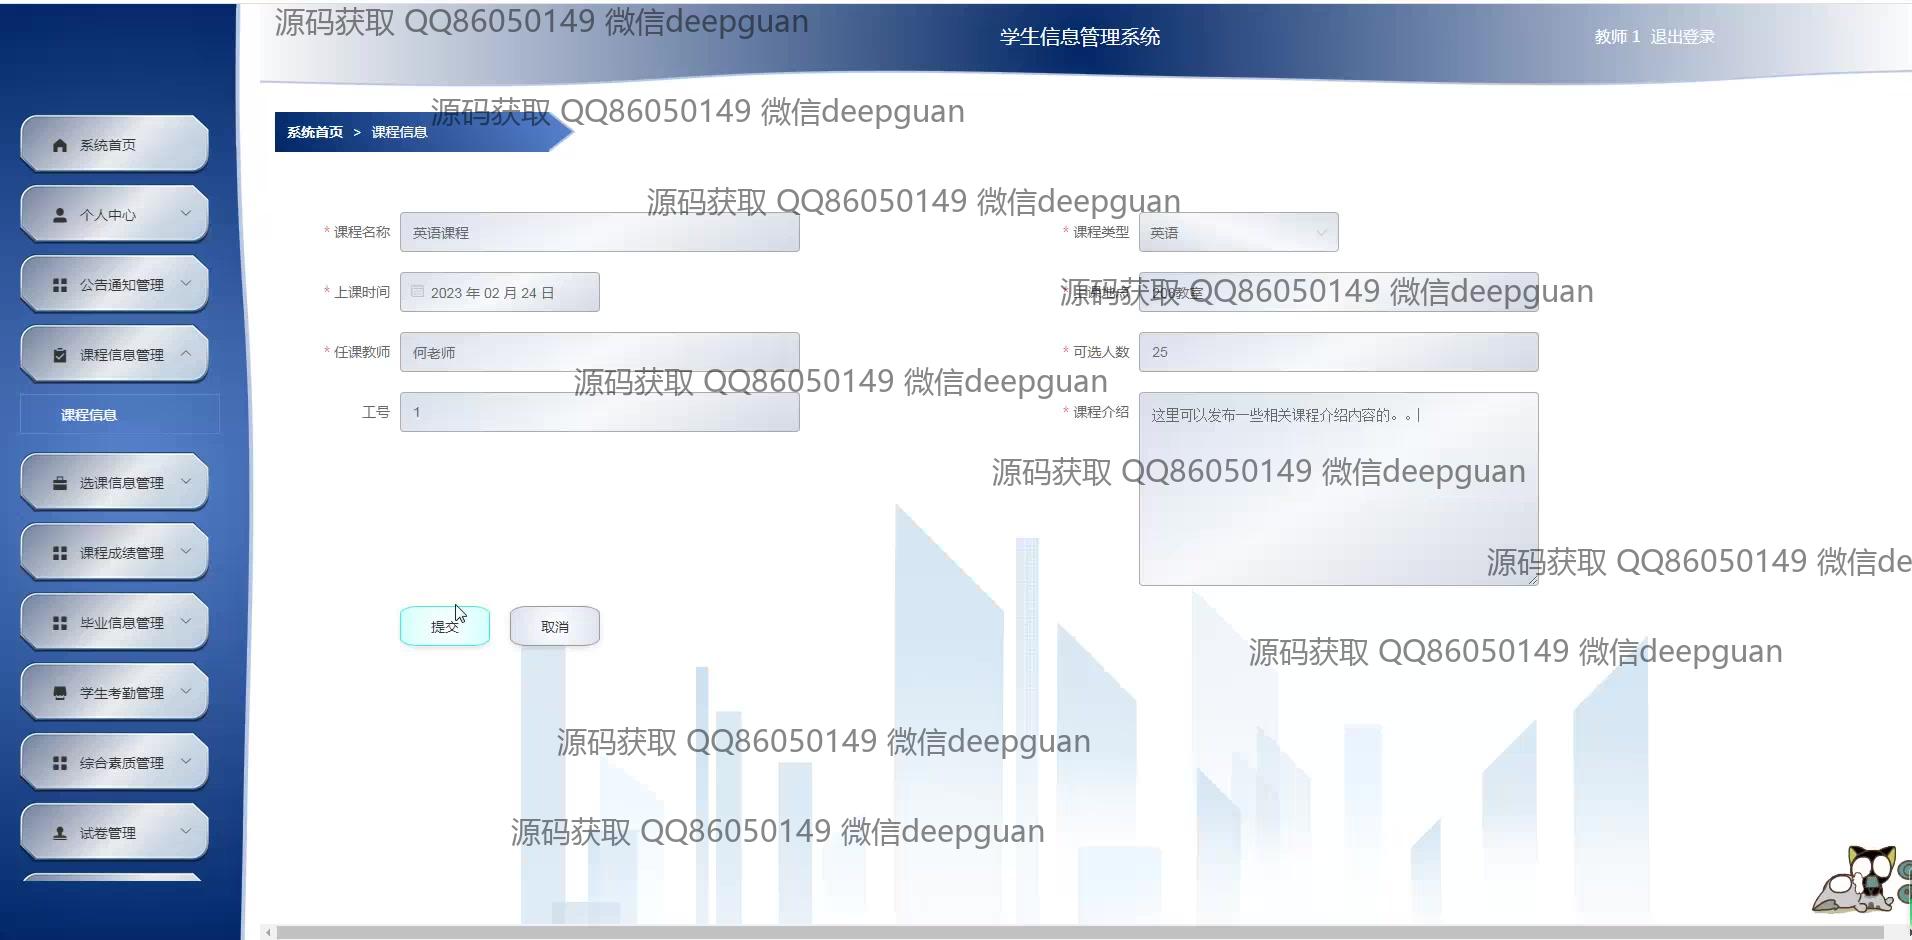 源码获取 QQ86050149 微信deepguan
学生信息管理系统
教师 1 退出登录
源码获取 QQ86050149 微信deepguan
系统首页 > 课程信息
系统首页
个人中心
公告通知管理
课程信息管理
课程信息
选课信息管理
课程成绩管理
毕业信息管理
学生考勤管理
综合素质管理
试卷管理
源码获取 QQ86050149 微信deepguan
* 课程名称 英语课程
* 课程类型 英语
* 上课时间 2023 年 02 月 24 日
源码获取 QQ86050149 微信deepguan
* 任课教师 何老师
* 可选人数 25
源码获取 QQ86050149 微信deepguan
工号 1
* 课程介绍 这里可以发布一些相关课程介绍内容的。。
源码获取 QQ86050149 微信deepguan
源码获取 QQ86050149 微信de
提交 取消
源码获取 QQ86050149 微信deepguan
源码获取 QQ86050149 微信deepguan
源码获取 QQ86050149 微信deepguan